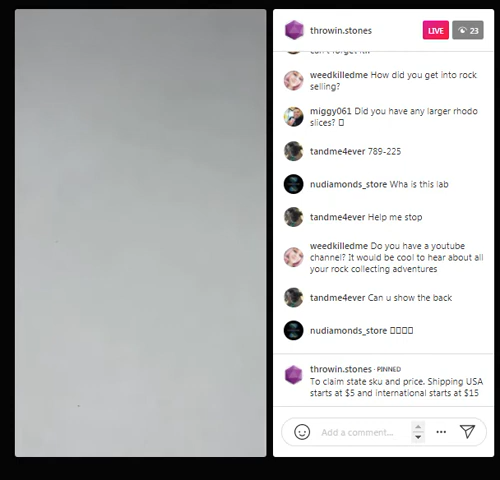 throwin.stones
LIVE
23
weedkilledme How did you get into rock
selling?
miggy061 Did you have any larger rhodo
slices?
tandme4ever 789-225
nudiamonds_store Wha is this lab
tandme4ever Help me stop
weedkilledme Do you have a youtube
channel? It would be cool to hear about all
your rock collecting adventures
tandme4ever Can u show the back
nudiamonds_store
throwin.stones · PINNED
To claim state sku and price. Shipping USA
starts at $5 and international starts at $15
Add a comment...